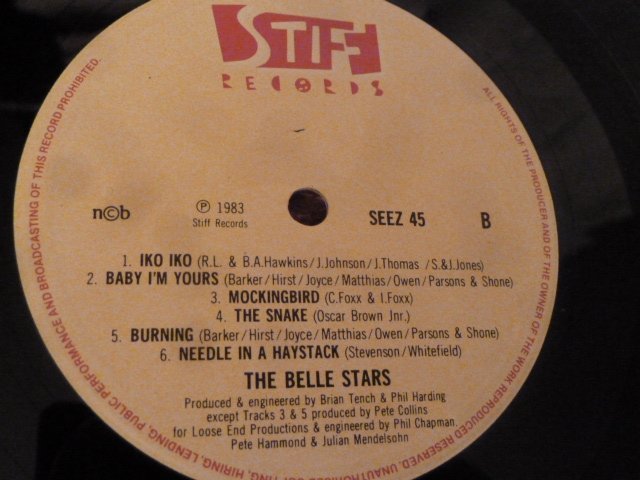 STIFF
RECORDS
ncb
℗ 1983
Stiff Records
SEEZ 45
B
1. IKO IKO (R.L. & B.A.Hawkins/J.Johnson/J.Thomas /S.&J.Jones)
2. BABY I'M YOURS (Barker/Hirst/Joyce/Matthias/Owen/Parsons & Shone)
3. MOCKINGBIRD (C.Foxx & I.Foxx)
4. THE SNAKE (Oscar Brown Jnr.)
5. BURNING (Barker/Hirst/Joyce/Matthias/Owen/Parsons & Shone)
6. NEEDLE IN A HAYSTACK (Stevenson/Whitefield)
THE BELLE STARS
Produced & engineered by Brian Tench & Phil Harding
except Tracks 3 & 5 produced by Pete Collins
for Loose End Productions & engineered by Phil Chapman.
Pete Hammond & Julian Mendelsohn
ALL RIGHTS OF THE PRODUCER AND OF THE OWNER OF THE WORK REPRODUCED RESERVED. UNAUTHORISED COPYING, HIRING, LENDING, PUBLIC PERFORMANCE AND BROADCASTING OF THIS RECORD PROHIBITED.